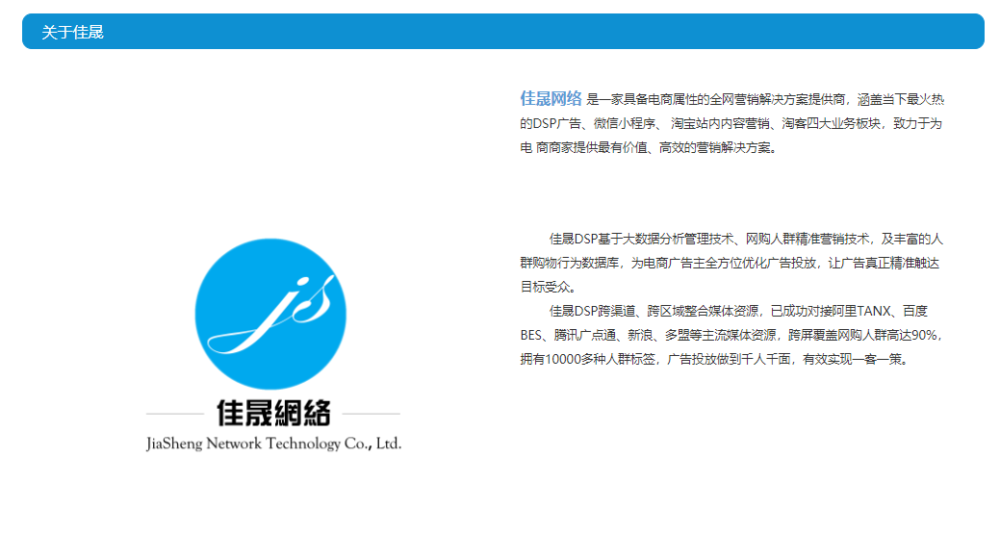 关于佳晟
佳晟网络 是一家具备电商属性的全网营销解决方案提供商，涵盖当下最火热
的DSP广告、微信小程序、 淘宝站内内容营销、淘客四大业务板块，致力于为
电 商商家提供最有价值、高效的营销解决方案。
佳晟DSP基于大数据分析管理技术、网购人群精准营销技术，及丰富的人
群购物行为数据库，为电商广告主全方位优化广告投放，让广告真正精准触达
目标受众。
佳晟DSP跨渠道、跨区域整合媒体资源，已成功对接阿里TANX、百度
BES、腾讯广点通、新浪、多盟等主流媒体资源，跨屏覆盖网购人群高达90%，
拥有10000多种人群标签，广告投放做到千人千面，有效实现一客一策。
js
佳晟網絡
JiaSheng Network Technology Co., Ltd.